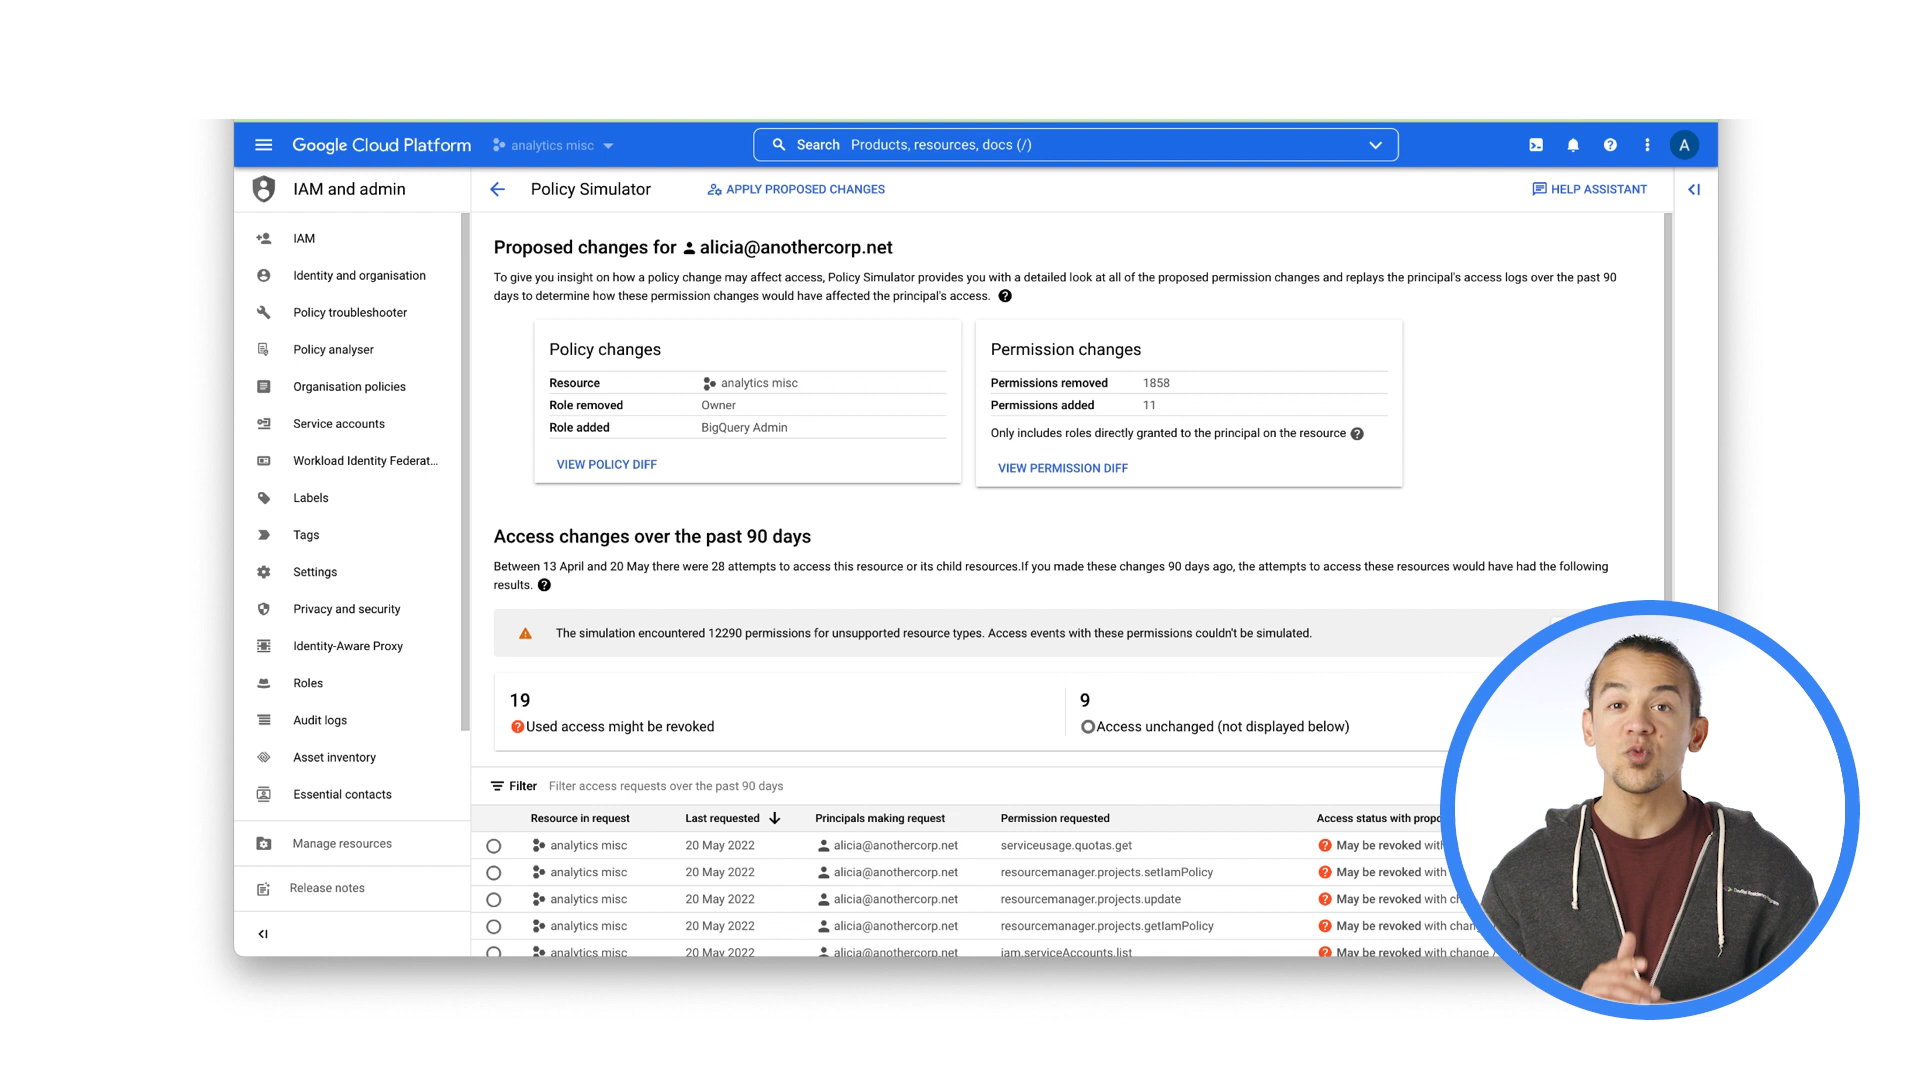 Google Cloud Platform
analytics misc
Search Products, resources, docs (/)
A
IAM and admin
Policy Simulator
APPLY PROPOSED CHANGES
HELP ASSISTANT
IAM
Identity and organisation
Policy troubleshooter
Policy analyser
Organisation policies
Service accounts
Workload Identity Federat...
Labels
Tags
Settings
Privacy and security
Identity-Aware Proxy
Roles
Audit logs
Asset inventory
Essential contacts
Manage resources
Release notes
Proposed changes for alicia@anothercorp.net
To give you insight on how a policy change may affect access, Policy Simulator provides you with a detailed look at all of the proposed permission changes and replays the principal's access logs over the past 90
days to determine how these permission changes would have affected the principal's access.
Policy changes
Resource analytics misc
Role removed Owner
Role added BigQuery Admin
VIEW POLICY DIFF
Permission changes
Permissions removed 1858
Permissions added 11
Only includes roles directly granted to the principal on the resource
VIEW PERMISSION DIFF
Access changes over the past 90 days
Between 13 April and 20 May there were 28 attempts to access this resource or its child resources.If you made these changes 90 days ago, the attempts to access these resources would have had the following
results.
The simulation encountered 12290 permissions for unsupported resource types. Access events with these permissions couldn't be simulated.
19
Used access might be revoked
9
Access unchanged (not displayed below)
Filter Filter access requests over the past 90 days
Resource in request Last requested Principals making request Permission requested Access status with propo
analytics misc 20 May 2022 alicia@anothercorp.net serviceusage.quotas.get May be revoked with
analytics misc 20 May 2022 alicia@anothercorp.net resourcemanager.projects.setIamPolicy May be revoked with
analytics misc 20 May 2022 alicia@anothercorp.net resourcemanager.projects.update May be revoked with ch
analytics misc 20 May 2022 alicia@anothercorp.net resourcemanager.projects.getIamPolicy May be revoked with chang
analytics misc 20 May 2022 alicia@anothercorp.net iam.serviceAccounts.list May be revoked with change /